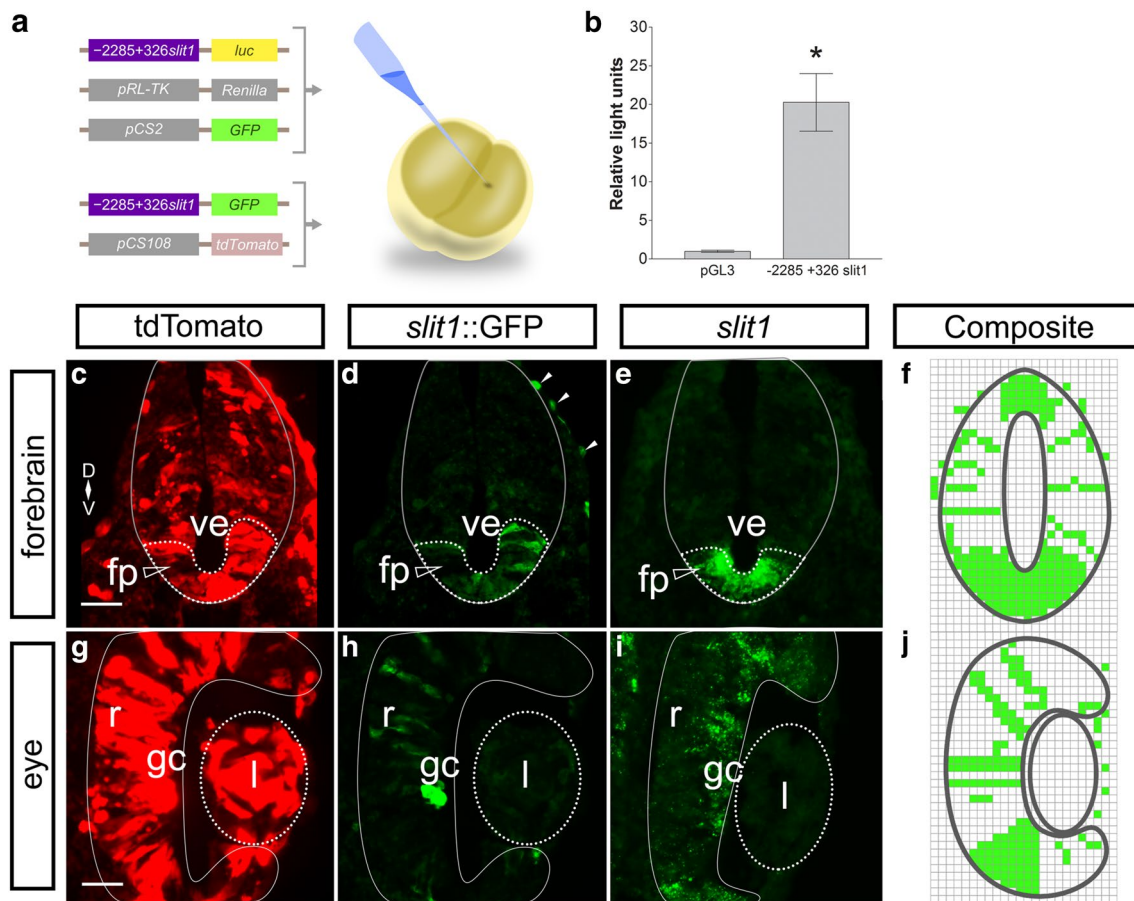 a
−2285+326slit1 luc
pRL-TK Renilla
pCS2 GFP
−2285+326slit1 GFP
pCS108 tdTomato
b
Relative light units
30
25
20
15
10
5
0
*
pGL3 -2285 +326 slit1
tdTomato slit1::GFP slit1 Composite
forebrain
c d e f
D
V
ve ve ve
fp fp fp
eye
g h i j
r r r
gc gc gc
l l l